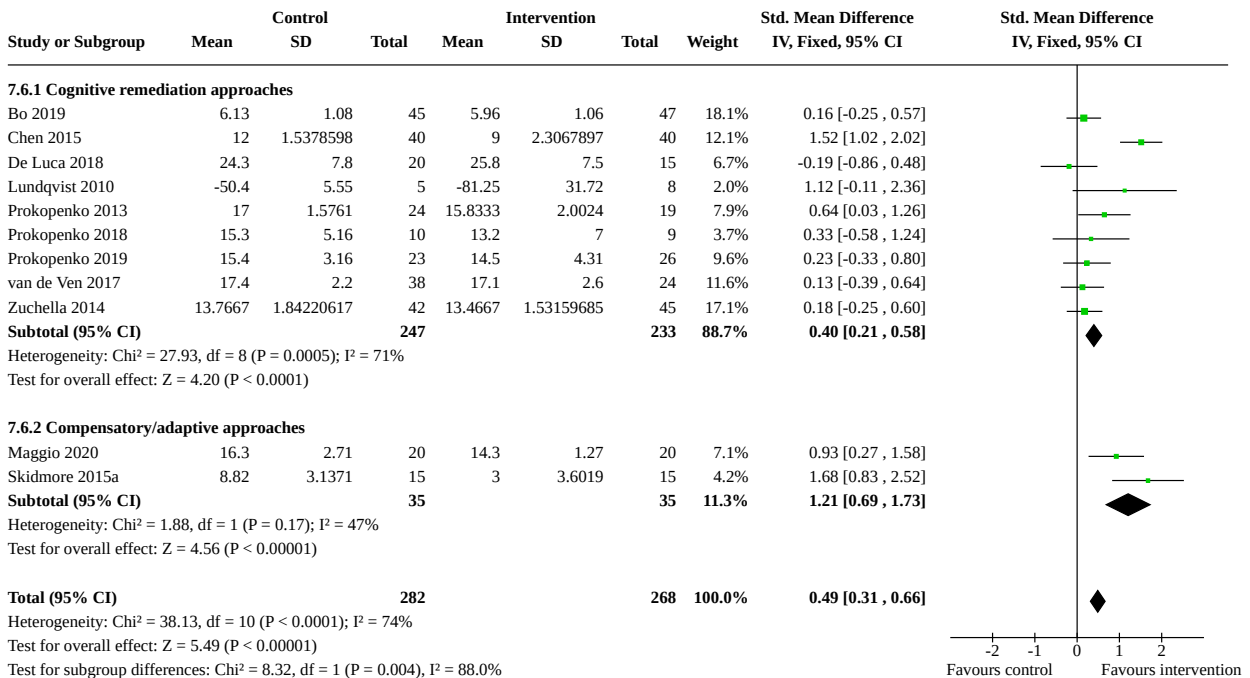 Control Intervention Std. Mean Difference Std. Mean Difference
Study or Subgroup Mean SD Total Mean SD Total Weight IV, Fixed, 95% CI IV, Fixed, 95% CI
7.6.1 Cognitive remediation approaches
Bo 2019 6.13 1.08 45 5.96 1.06 47 18.1% 0.16 [-0.25 , 0.57]
Chen 2015 12 1.5378598 40 9 2.3067897 40 12.1% 1.52 [1.02 , 2.02]
De Luca 2018 24.3 7.8 20 25.8 7.5 15 6.7% -0.19 [-0.86 , 0.48]
Lundqvist 2010 -50.4 5.55 5 -81.25 31.72 8 2.0% 1.12 [-0.11 , 2.36]
Prokopenko 2013 17 1.5761 24 15.8333 2.0024 19 7.9% 0.64 [0.03 , 1.26]
Prokopenko 2018 15.3 5.16 10 13.2 7 9 3.7% 0.33 [-0.58 , 1.24]
Prokopenko 2019 15.4 3.16 23 14.5 4.31 26 9.6% 0.23 [-0.33 , 0.80]
van de Ven 2017 17.4 2.2 38 17.1 2.6 24 11.6% 0.13 [-0.39 , 0.64]
Zuchella 2014 13.7667 1.84220617 42 13.4667 1.53159685 45 17.1% 0.18 [-0.25 , 0.60]
Subtotal (95% CI) 247 233 88.7% 0.40 [0.21 , 0.58]
Heterogeneity: Chi² = 27.93, df = 8 (P = 0.0005); I² = 71%
Test for overall effect: Z = 4.20 (P < 0.0001)
7.6.2 Compensatory/adaptive approaches
Maggio 2020 16.3 2.71 20 14.3 1.27 20 7.1% 0.93 [0.27 , 1.58]
Skidmore 2015a 8.82 3.1371 15 3 3.6019 15 4.2% 1.68 [0.83 , 2.52]
Subtotal (95% CI) 35 35 11.3% 1.21 [0.69 , 1.73]
Heterogeneity: Chi² = 1.88, df = 1 (P = 0.17); I² = 47%
Test for overall effect: Z = 4.56 (P < 0.00001)
Total (95% CI) 282 268 100.0% 0.49 [0.31 , 0.66]
Heterogeneity: Chi² = 38.13, df = 10 (P < 0.0001); I² = 74%
Test for overall effect: Z = 5.49 (P < 0.00001)
-2 -1 0 1 2
Test for subgroup differences: Chi² = 8.32, df = 1 (P = 0.004), I² = 88.0% Favours control Favours intervention